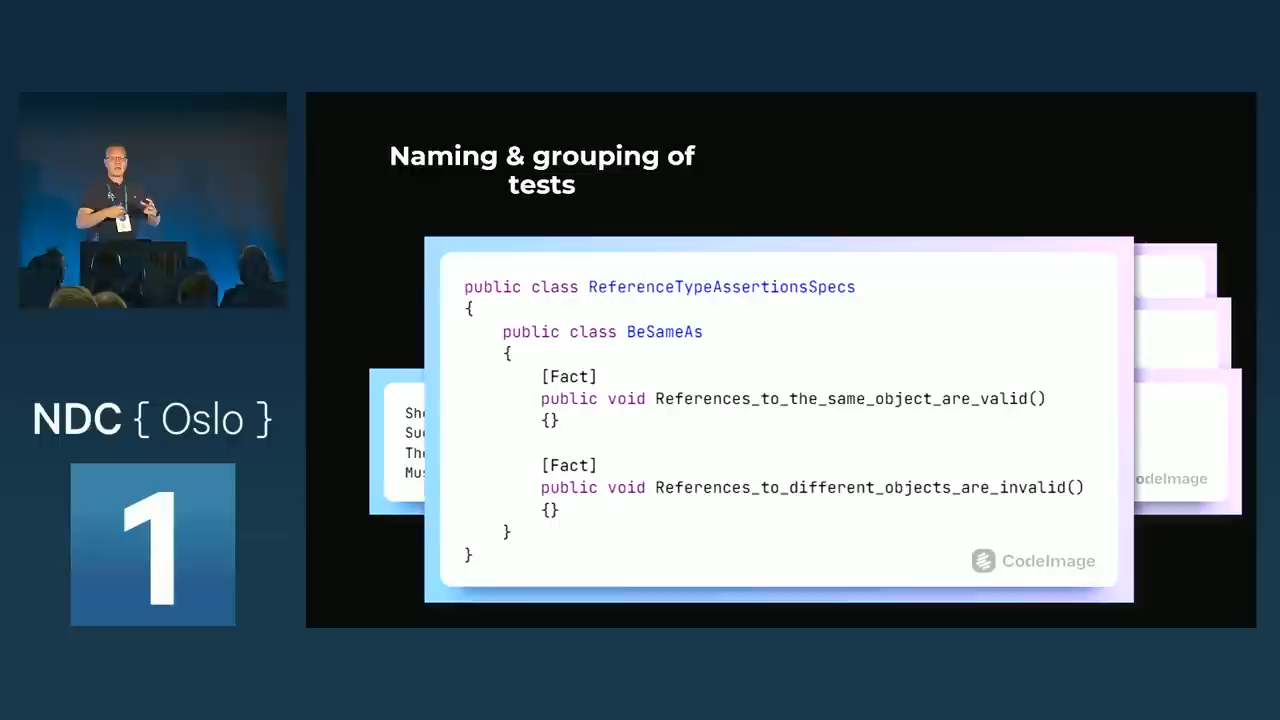 Naming & grouping of
tests
public class ReferenceTypeAssertionsSpecs
{
public class BeSameAs
{
[Fact]
public void References_to_the_same_object_are_valid()
{}
[Fact]
public void References_to_different_objects_are_invalid()
{}
}
}
CodeImage
NDC { Oslo }
1